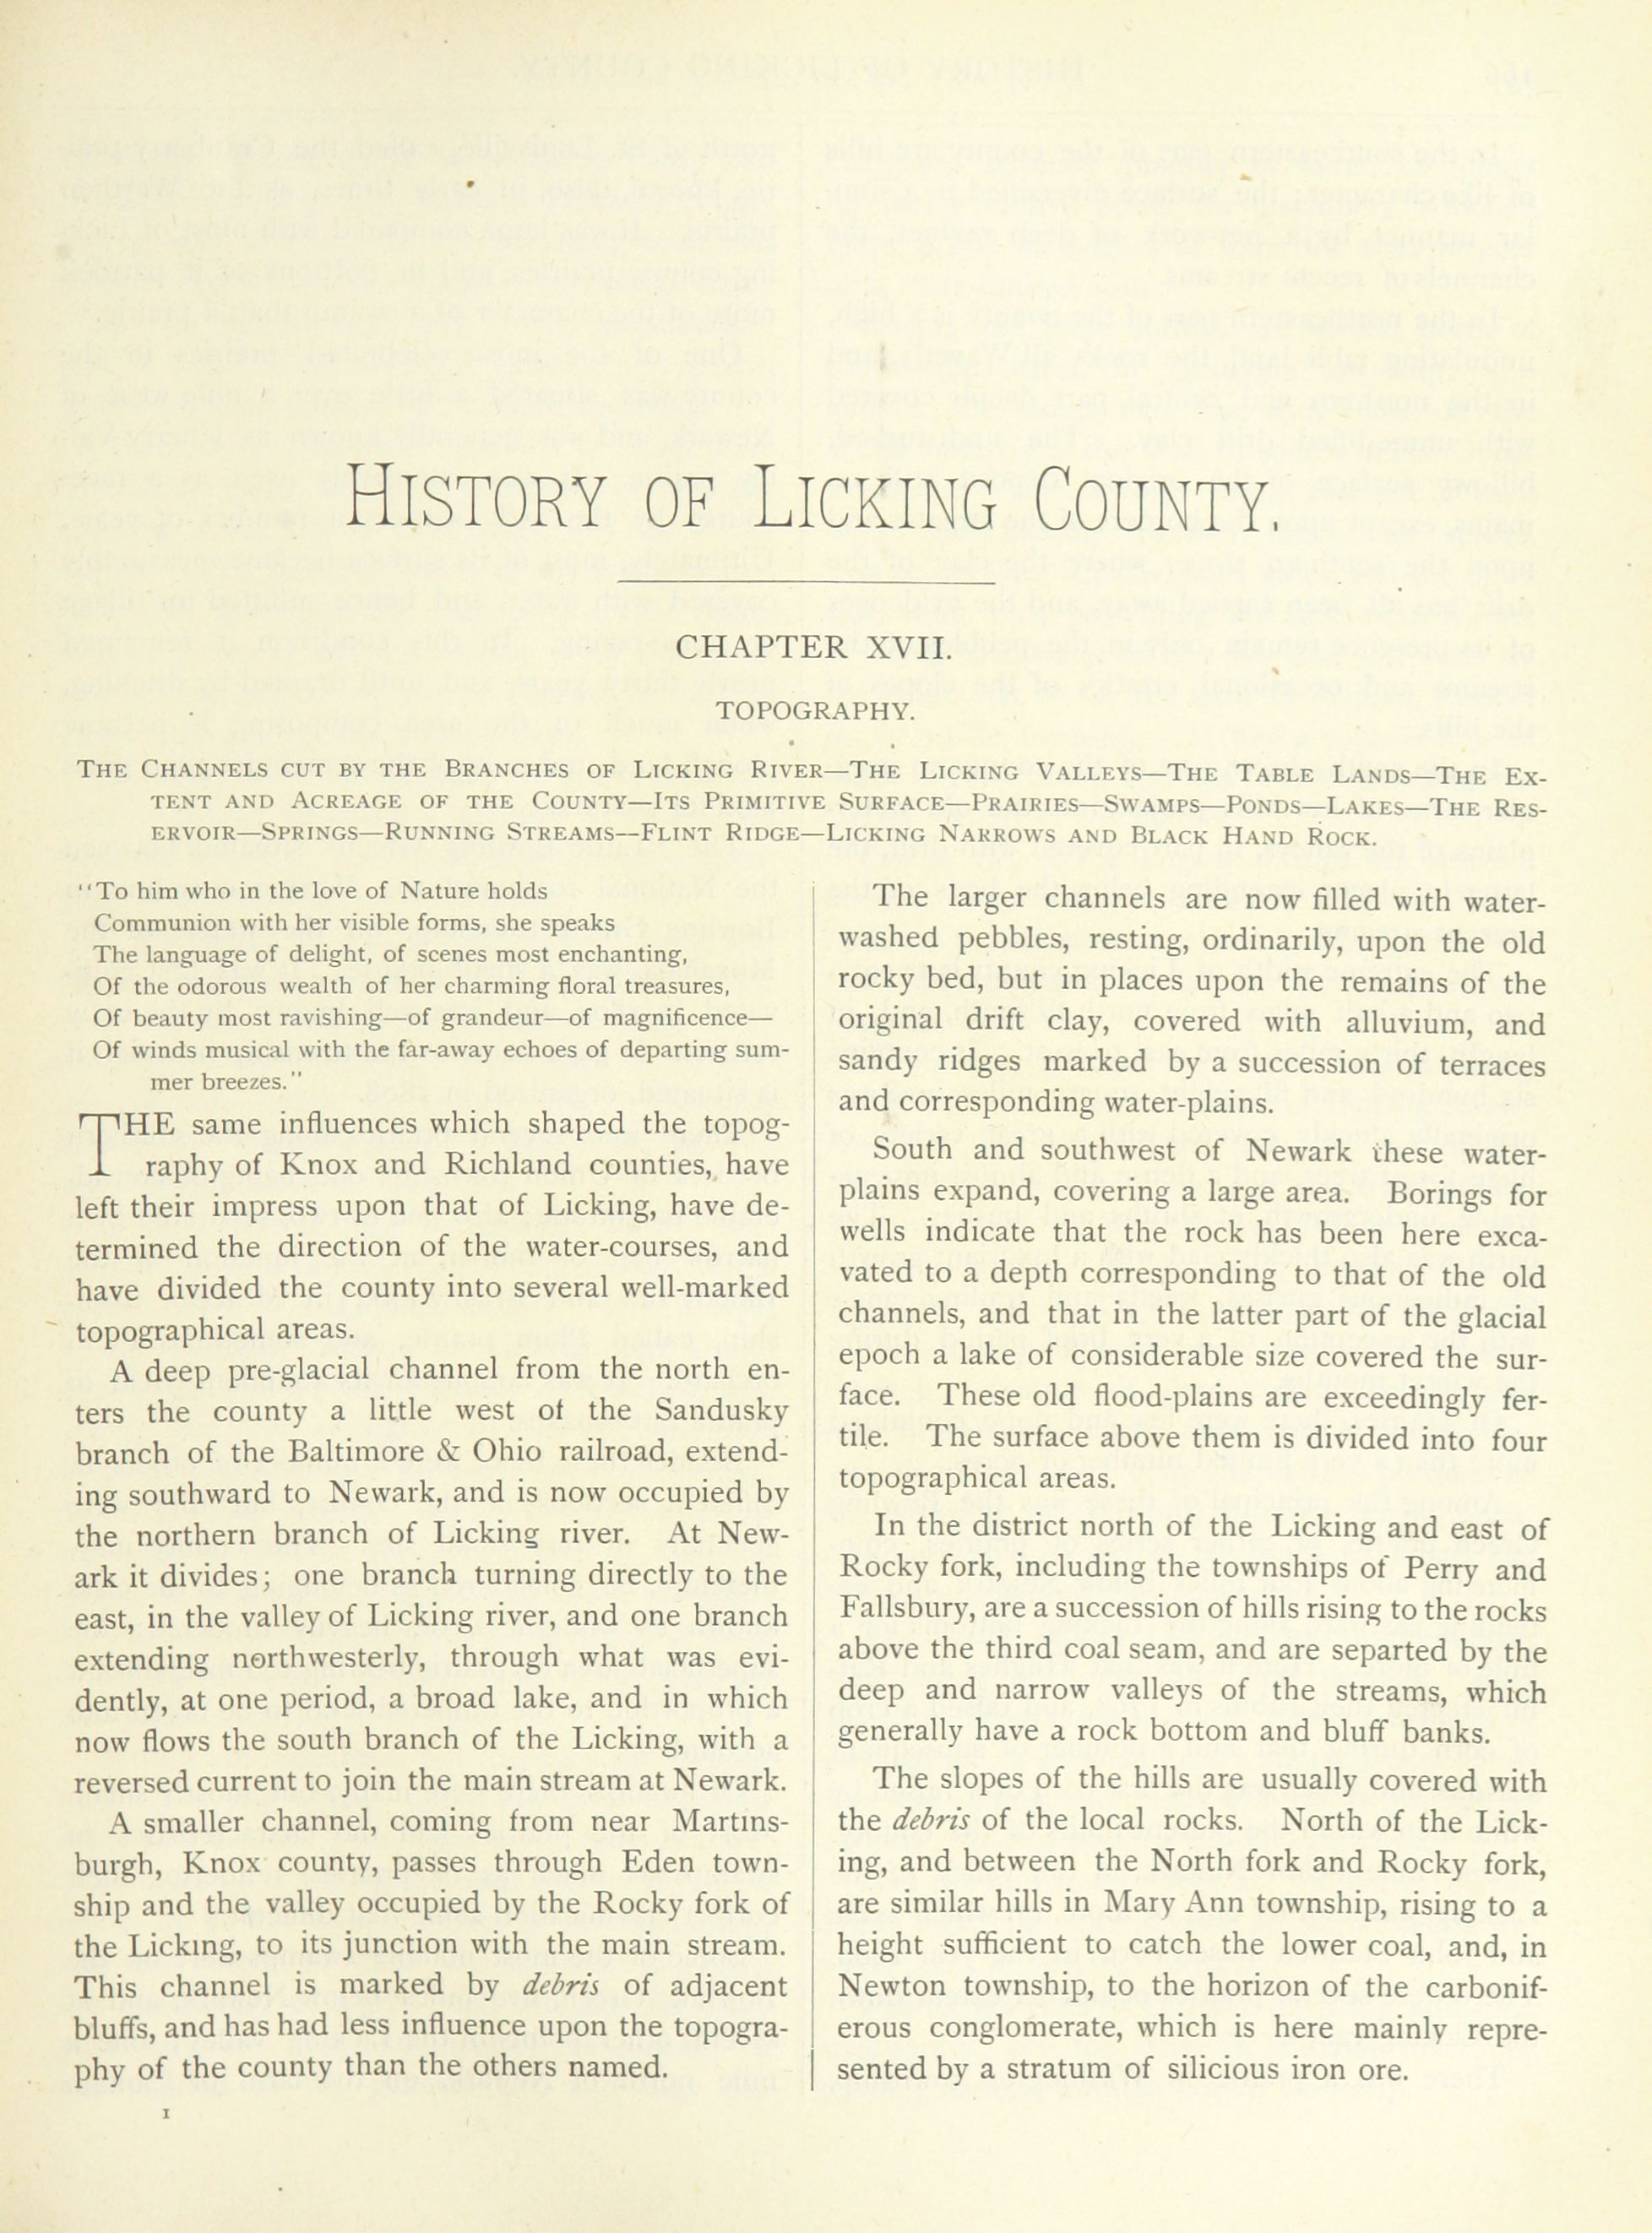 HISTORY OF LICKING COUNTY.
CHAPTER XVII.
TOPOGRAPHY.
THE CHANNELS CUT BY THE BRANCHES OF LICKING RIVER—THE LICKING VALLEYS—THE TABLE LANDS—THE EX-
TENT AND ACREAGE OF THE COUNTY—ITS PRIMITIVE SURFACE—PRAIRIES—SWAMPS—PONDS—LAKES—THE RES-
ERVOIR—SPRINGS—RUNNING STREAMS—FLINT RIDGE—LICKING NARROWS AND BLACK HAND ROCK.
"To him who in the love of Nature holds
Communion with her visible forms, she speaks
The language of delight, of scenes most enchanting,
Of the odorous wealth of her charming floral treasures,
Of beauty most ravishing—of grandeur—of magnificence—
Of winds musical with the far-away echoes of departing sum-
mer breezes."
THE same influences which shaped the topog-
raphy of Knox and Richland counties, have
left their impress upon that of Licking, have de-
termined the direction of the water-courses, and
have divided the county into several well-marked
topographical areas.
A deep pre-glacial channel from the north en-
ters the county a little west of the Sandusky
branch of the Baltimore & Ohio railroad, extend-
ing southward to Newark, and is now occupied by
the northern branch of Licking river. At New-
ark it divides; one branch turning directly to the
east, in the valley of Licking river, and one branch
extending northwesterly, through what was evi-
dently, at one period, a broad lake, and in which
now flows the south branch of the Licking, with a
reversed current to join the main stream at Newark.
A smaller channel, coming from near Martins-
burgh, Knox county, passes through Eden town-
ship and the valley occupied by the Rocky fork of
the Licking, to its junction with the main stream.
This channel is marked by debris of adjacent
bluffs, and has had less influence upon the topogra-
phy of the county than the others named.
1
The larger channels are now filled with water-
washed pebbles, resting, ordinarily, upon the old
rocky bed, but in places upon the remains of the
original drift clay, covered with alluvium, and
sandy ridges marked by a succession of terraces
and corresponding water-plains.
South and southwest of Newark these water-
plains expand, covering a large area. Borings for
wells indicate that the rock has been here exca-
vated to a depth corresponding to that of the old
channels, and that in the latter part of the glacial
epoch a lake of considerable size covered the sur-
face. These old flood-plains are exceedingly fer-
tile. The surface above them is divided into four
topographical areas.
In the district north of the Licking and east of
Rocky fork, including the townships of Perry and
Fallsbury, are a succession of hills rising to the rocks
above the third coal seam, and are separted by the
deep and narrow valleys of the streams, which
generally have a rock bottom and bluff banks.
The slopes of the hills are usually covered with
the debris of the local rocks. North of the Lick-
ing, and between the North fork and Rocky fork,
are similar hills in Mary Ann township, rising to a
height sufficient to catch the lower coal, and, in
Newton township, to the horizon of the carbonif-
erous conglomerate, which is here mainly repre-
sented by a stratum of silicious iron ore.